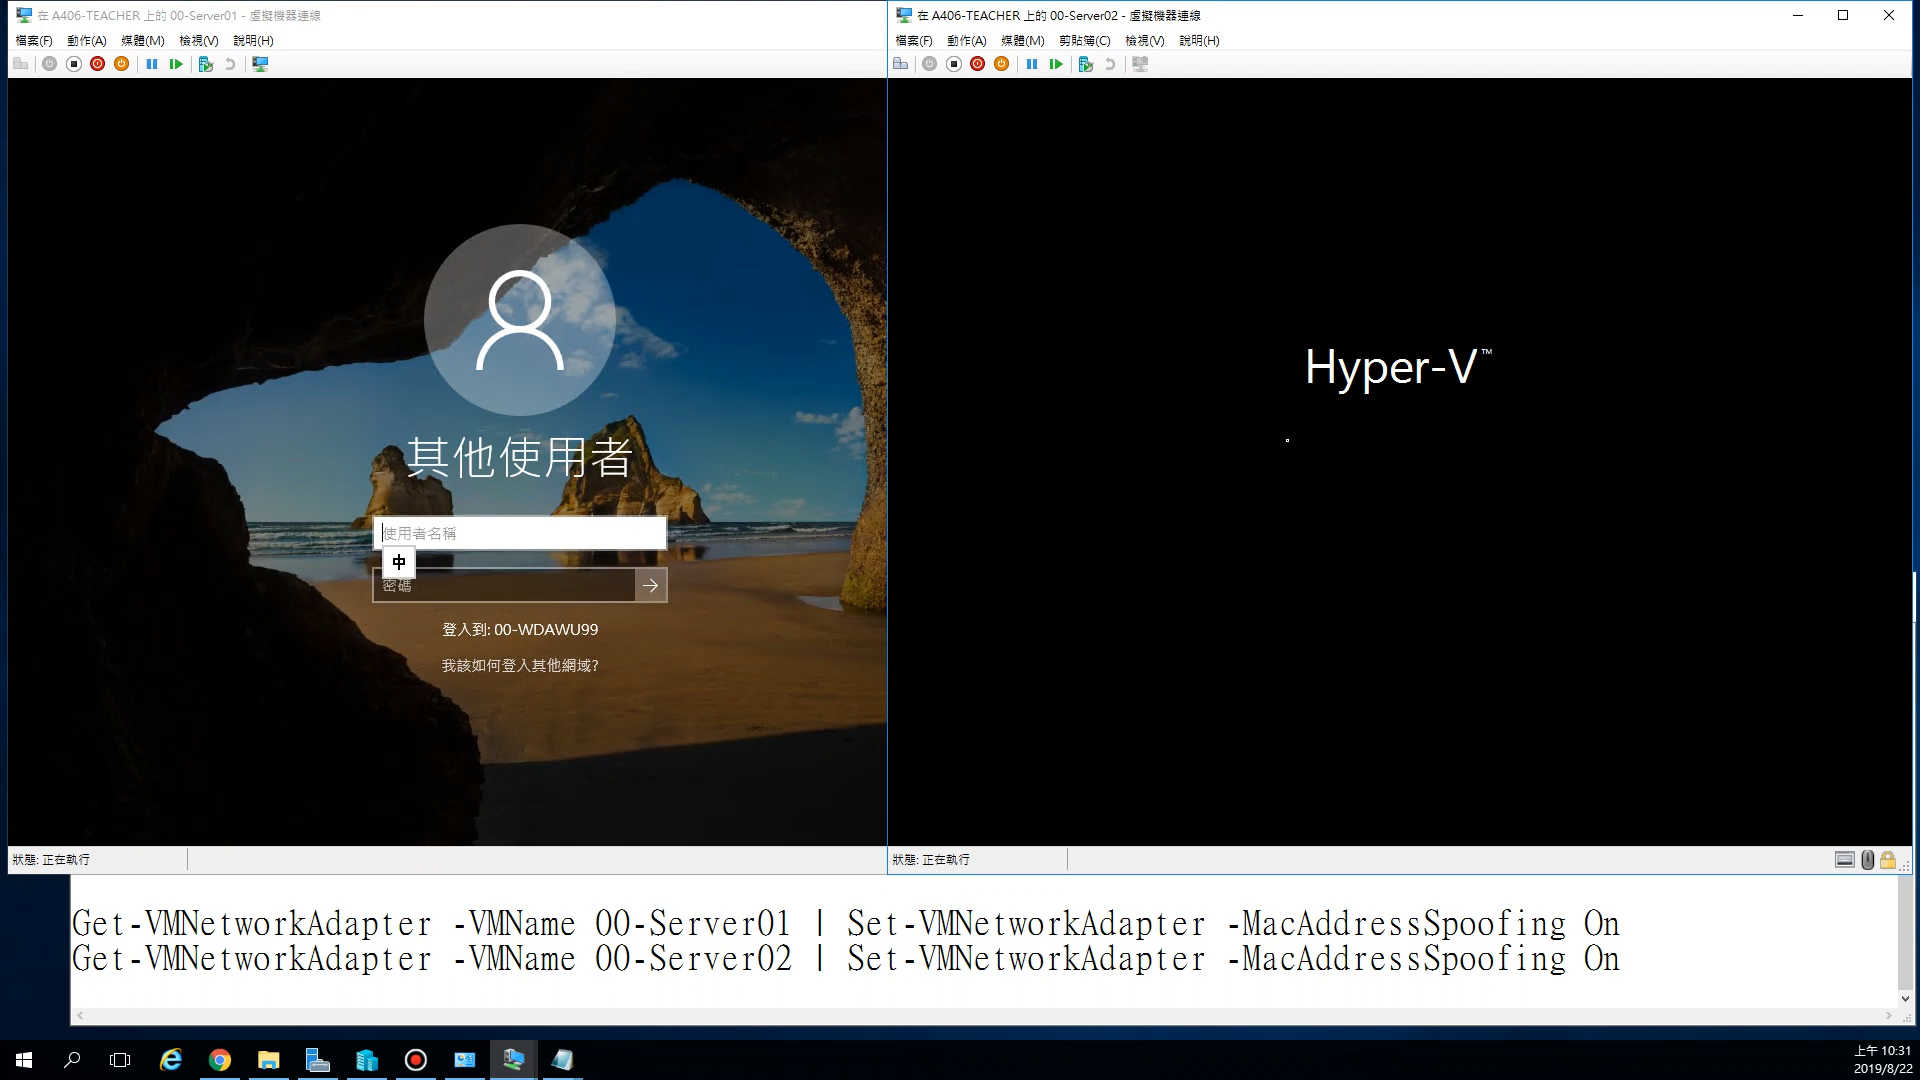 在 A406-TEACHER 上的 00-Server01 - 虛擬機器連線
檔案(F) 動作(A) 媒體(M) 檢視(V) 說明(H)
其他使用者
使用者名稱
中
密碼
登入到: 00-WDAWU99
我該如何登入其他網域?
狀態: 正在執行
在 A406-TEACHER 上的 00-Server02 - 虛擬機器連線
檔案(F) 動作(A) 媒體(M) 剪貼簿(C) 檢視(V) 說明(H)
Hyper-V™
狀態: 正在執行
Get-VMNetworkAdapter -VMName 00-Server01 | Set-VMNetworkAdapter -MacAddressSpoofing On
Get-VMNetworkAdapter -VMName 00-Server02 | Set-VMNetworkAdapter -MacAddressSpoofing On
上午 10:31
2019/8/22